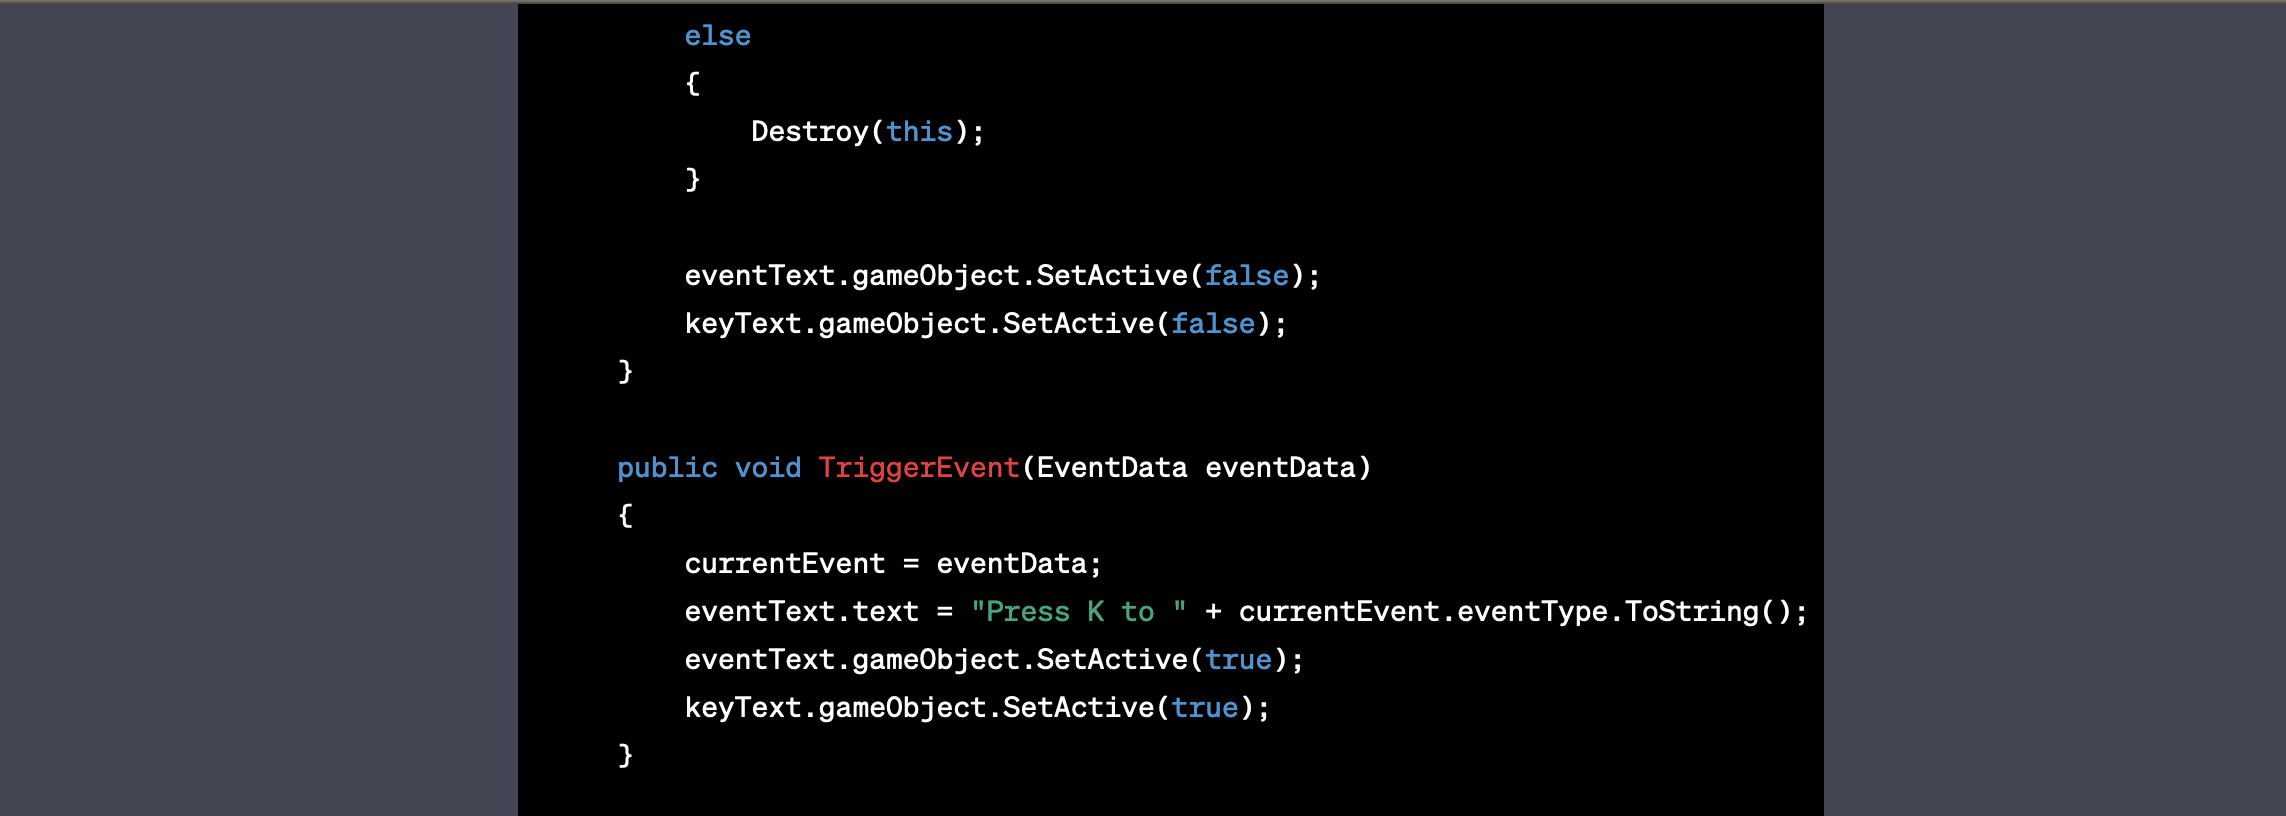 else
{
Destroy(this);
}
eventText.gameObject.SetActive(false);
keyText.gameObject.SetActive(false);
}
public void TriggerEvent(EventData eventData)
{
currentEvent = eventData;
eventText.text = "Press K to " + currentEvent.eventType.ToString();
eventText.gameObject.SetActive(true);
keyText.gameObject.SetActive(true);
}